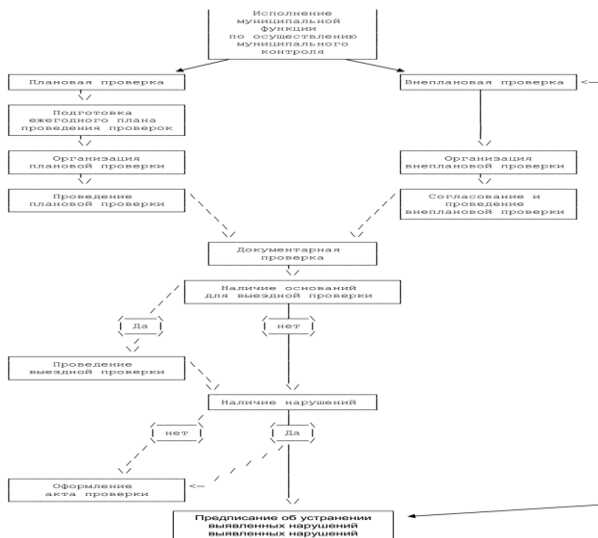 Исполнение
муниципальной
функции
по осуществлению
муниципального
контроля
Плановая проверка
Внеплановая проверка
Подготовка
ежегодного плана
проведения проверок
Организация
плановой проверки
Организация
внеплановой проверки
Проведение
плановой проверки
Согласование и
проведение
внеплановой проверки
Документарная
проверка
Наличие оснований
для выездной проверки
Да
нет
Проведение
выездной проверки
Наличие нарушений
нет
Да
Оформление
акта проверки
Предписание об устранении
выявленных нарушений
выявленных нарушений